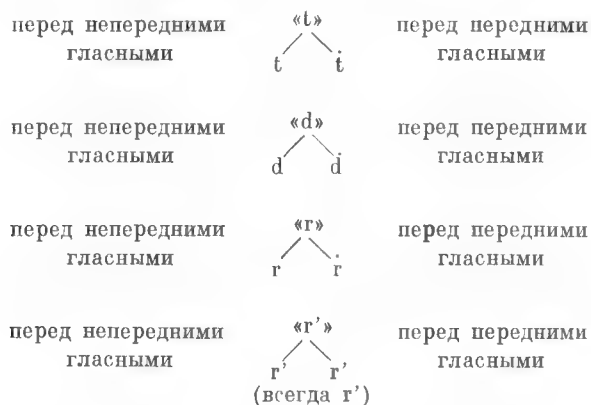 перед непередними «t» перед передними
гласными t ṫ гласными
перед непередними «d» перед передними
гласными d ḋ гласными
перед непередними «r» перед передними
гласными r ṙ гласными
перед непередними «r’» перед передними
гласными r’ r’ гласными
(всегда r’)